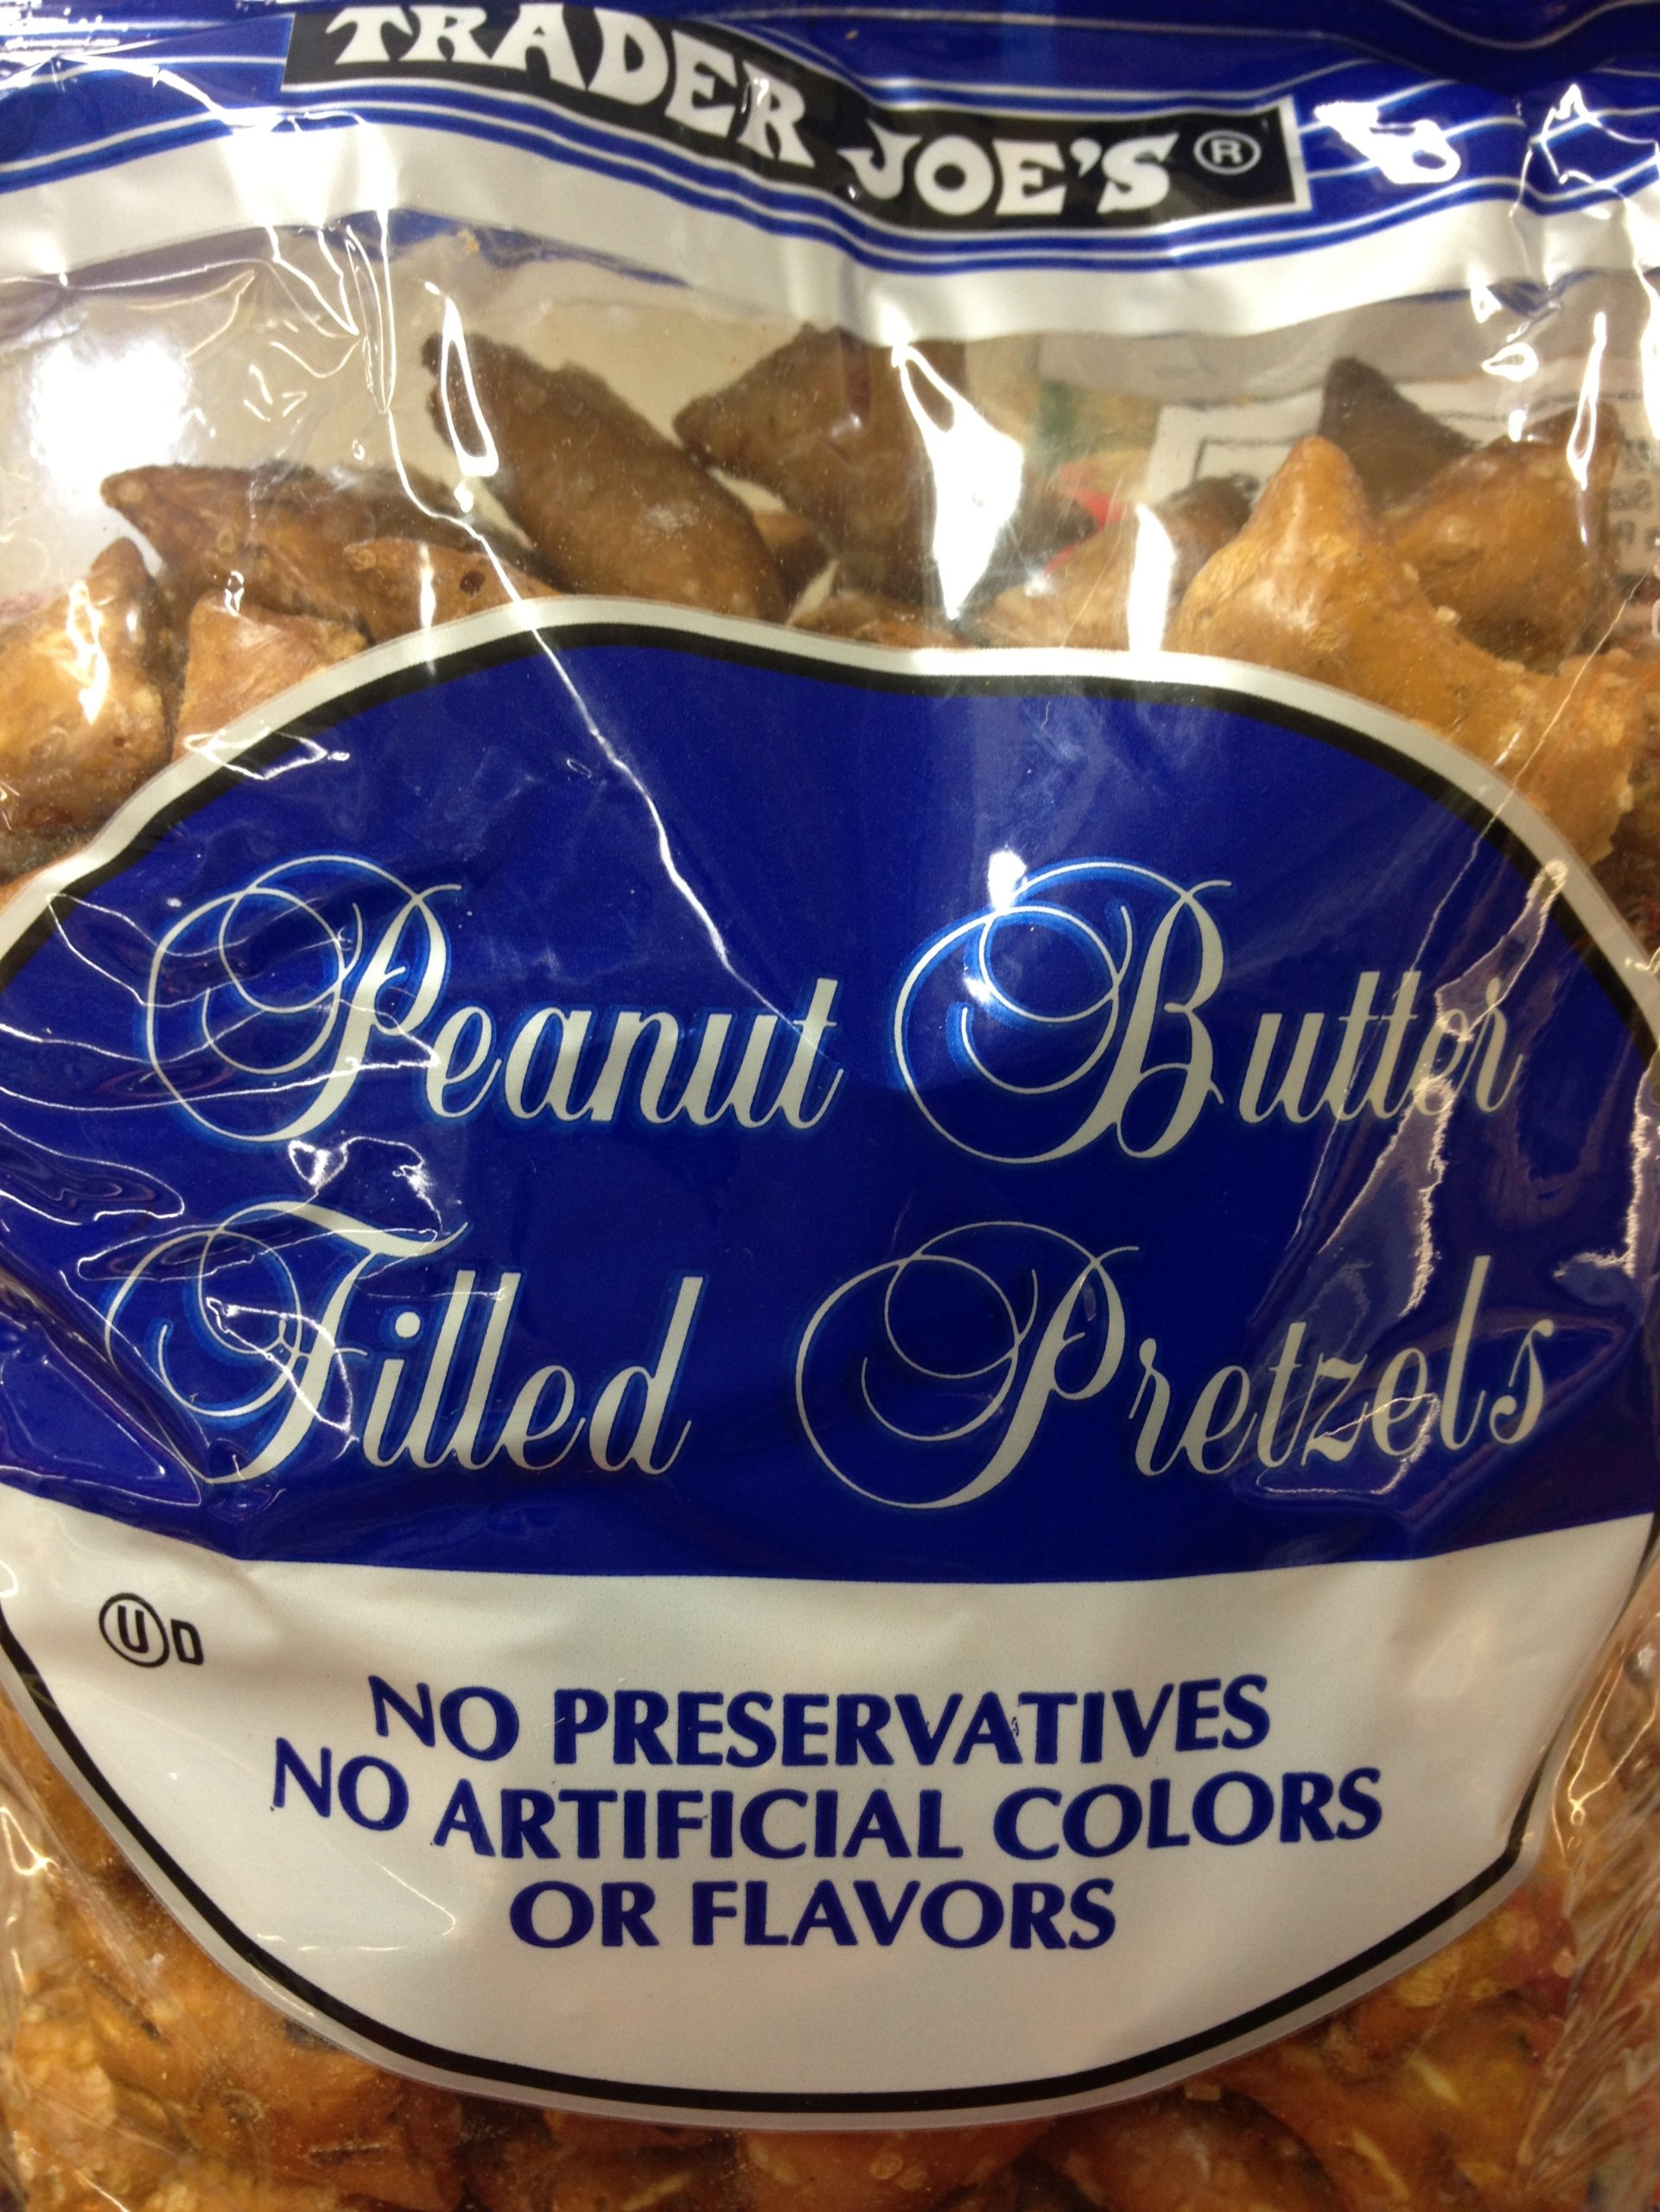 TRADER JOE'S®
Peanut Butter
Filled Pretzels
Ⓤ D
NO PRESERVATIVES
NO ARTIFICIAL COLORS
OR FLAVORS